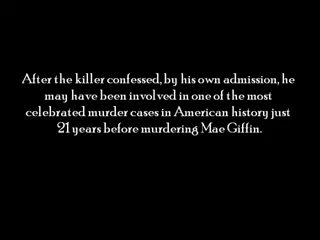 After the killer confessed, by his own admission, he
may have been involved in one of the most
celebrated murder cases in American history just
21 years before murdering Mae Giffin.